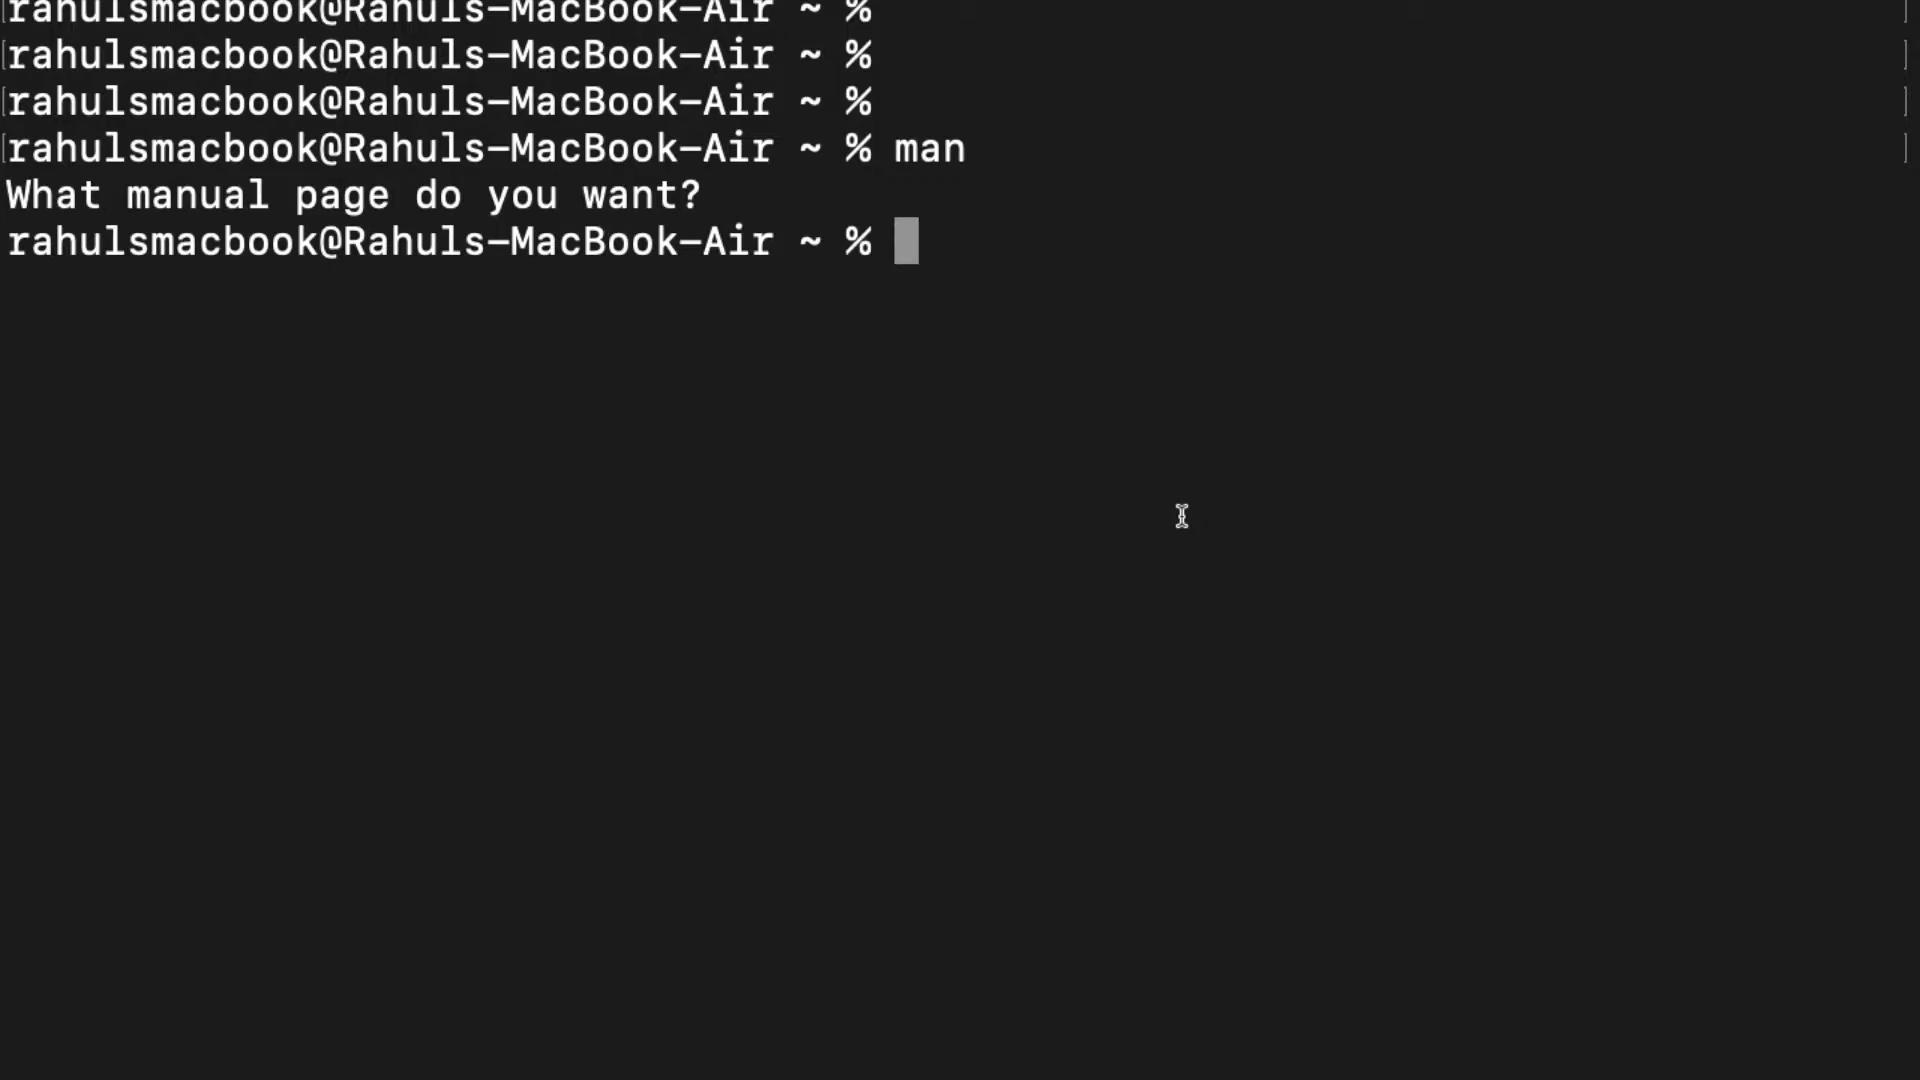 rahulsmacbook@Rahuls-MacBook-Air ~ %
[rahulsmacbook@Rahuls-MacBook-Air ~ % ]
[rahulsmacbook@Rahuls-MacBook-Air ~ % ]
[rahulsmacbook@Rahuls-MacBook-Air ~ % man ]
What manual page do you want?
rahulsmacbook@Rahuls-MacBook-Air ~ %